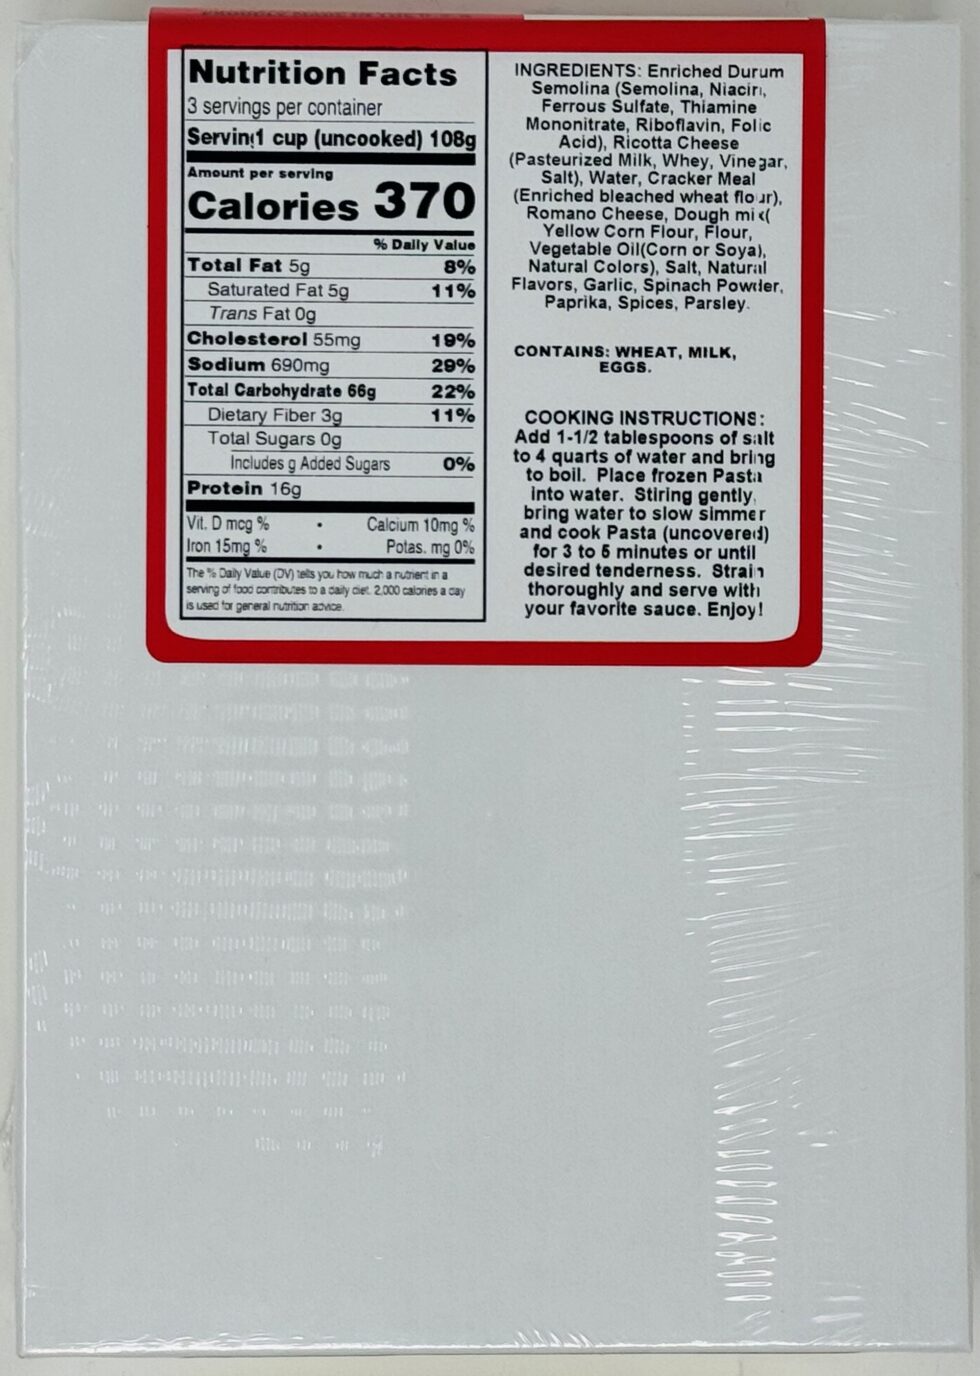 Nutrition Facts
3 servings per container
Serving1 cup (uncooked) 108g
Amount per serving
Calories 370
% Daily Value
Total Fat 5g 8%
Saturated Fat 5g 11%
Trans Fat 0g
Cholesterol 55mg 19%
Sodium 690mg 29%
Total Carbohydrate 66g 22%
Dietary Fiber 3g 11%
Total Sugars 0g
Includes g Added Sugars 0%
Protein 16g
Vit. D mcg % • Calcium 10mg %
Iron 15mg % • Potas. mg 0%
The % Daily Value (DV) tells you how much a nutrient in a
serving of food contributes to a daily diet. 2,000 calories a day
is used for general nutrition advice.
INGREDIENTS: Enriched Durum
Semolina (Semolina, Niacin,
Ferrous Sulfate, Thiamine
Mononitrate, Riboflavin, Folic
Acid), Ricotta Cheese
(Pasteurized Milk, Whey, Vinegar,
Salt), Water, Cracker Meal
(Enriched bleached wheat flour),
Romano Cheese, Dough mix(
Yellow Corn Flour, Flour,
Vegetable Oil(Corn or Soya),
Natural Colors), Salt, Natural
Flavors, Garlic, Spinach Powder,
Paprika, Spices, Parsley.
CONTAINS: WHEAT, MILK,
EGGS.
COOKING INSTRUCTIONS:
Add 1-1/2 tablespoons of salt
to 4 quarts of water and bring
to boil. Place frozen Pasta
into water. Stiring gently,
bring water to slow simmer
and cook Pasta (uncovered)
for 3 to 5 minutes or until
desired tenderness. Strain
thoroughly and serve with
your favorite sauce. Enjoy!